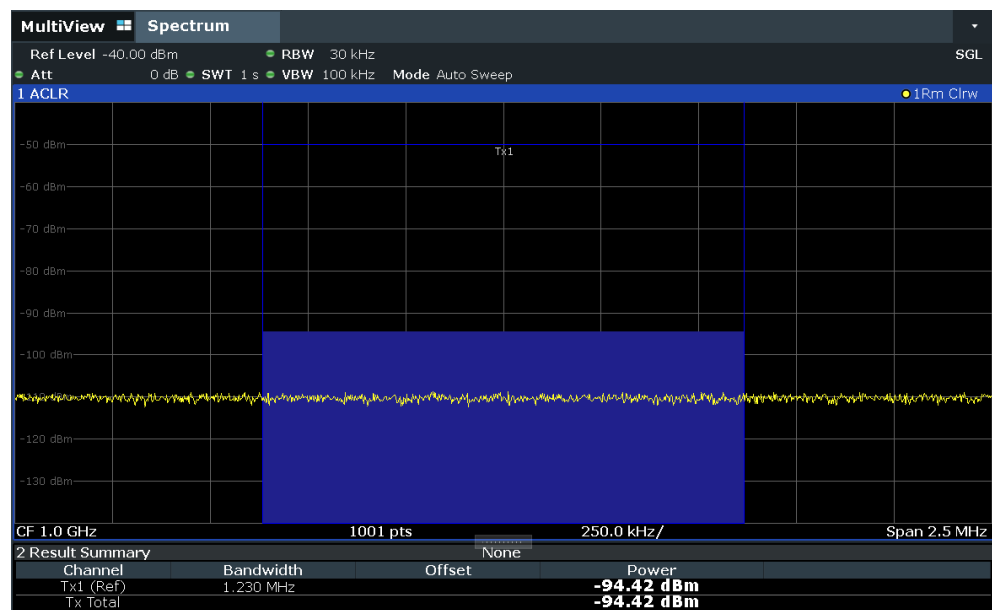 MultiView Spectrum
Ref Level -40.00 dBm RBW 30 kHz SGL
Att 0 dB SWT 1 s VBW 100 kHz Mode Auto Sweep
1 ACLR 1Rm Clrw
-50 dBm
Tx1
-60 dBm
-70 dBm
-80 dBm
-90 dBm
-100 dBm
-120 dBm
-130 dBm
CF 1.0 GHz 1001 pts 250.0 kHz/ Span 2.5 MHz
2 Result Summary None
Channel Bandwidth Offset Power
Tx1 (Ref) 1.230 MHz -94.42 dBm
Tx Total -94.42 dBm